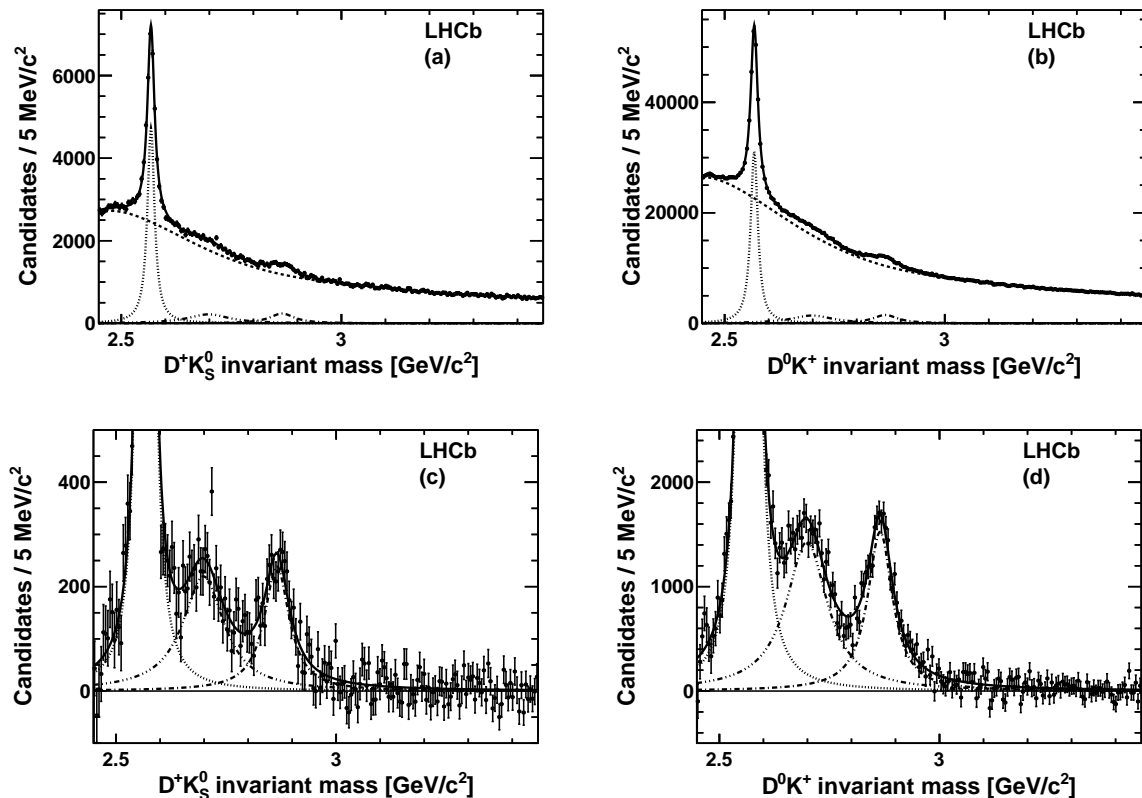 LHCb
(a)
Candidates / 5 MeV/c²
6000
4000
2000
0
2.5
3
D⁺K⁰_S invariant mass [GeV/c²]
LHCb
(b)
Candidates / 5 MeV/c²
40000
20000
0
2.5
3
D⁰K⁺ invariant mass [GeV/c²]
LHCb
(c)
Candidates / 5 MeV/c²
400
200
0
2.5
3
D⁺K⁰_S invariant mass [GeV/c²]
LHCb
(d)
Candidates / 5 MeV/c²
2000
1000
0
2.5
3
D⁰K⁺ invariant mass [GeV/c²]